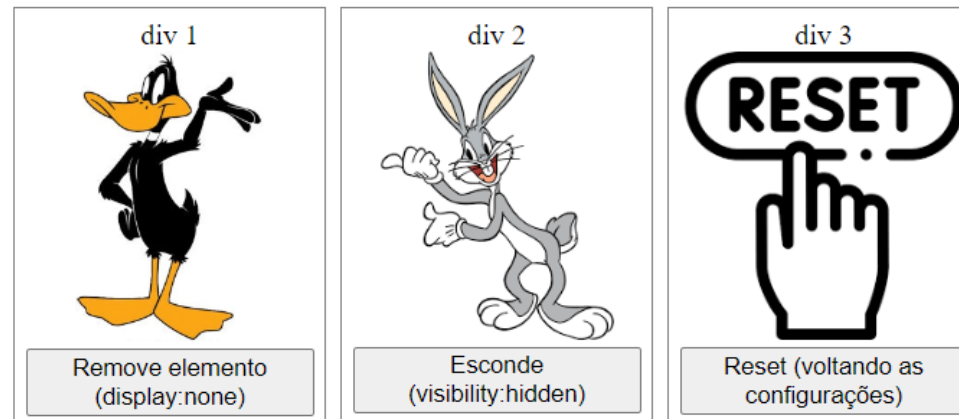 div 1
Remove elemento
(display:none)
div 2
Esconde
(visibility:hidden)
div 3
RESET
Reset (voltando as
configurações)